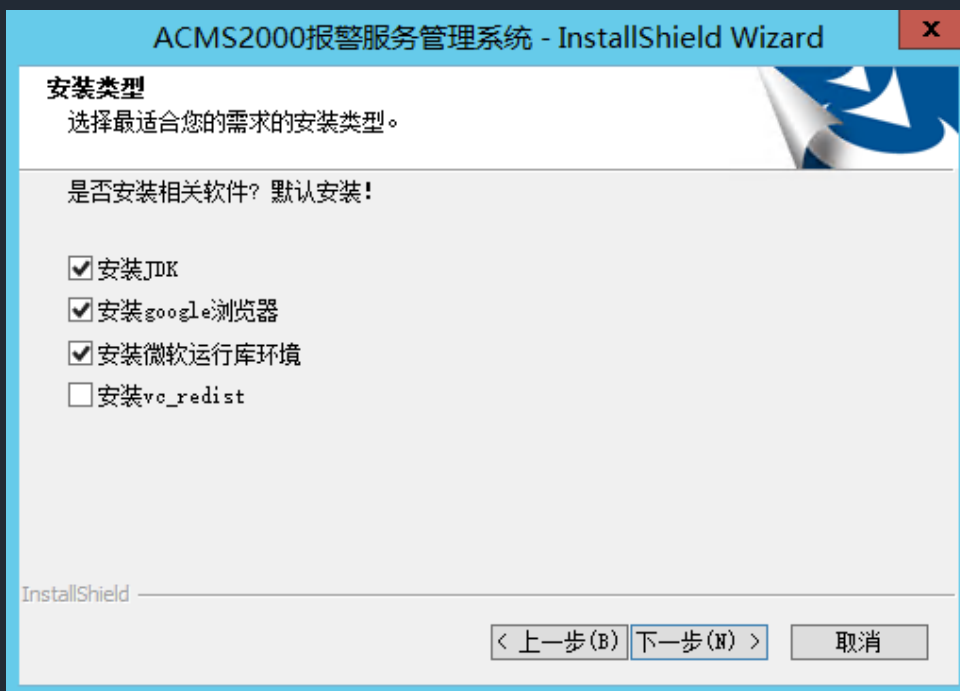 ACMS2000报警服务管理系统 - InstallShield Wizard
x
安装类型
选择最适合您的需求的安装类型。
是否安装相关软件? 默认安装!
安装JDK
安装google浏览器
安装微软运行库环境
安装vc_redist
InstallShield
< 上一步(B) 下一步(N) > 取消